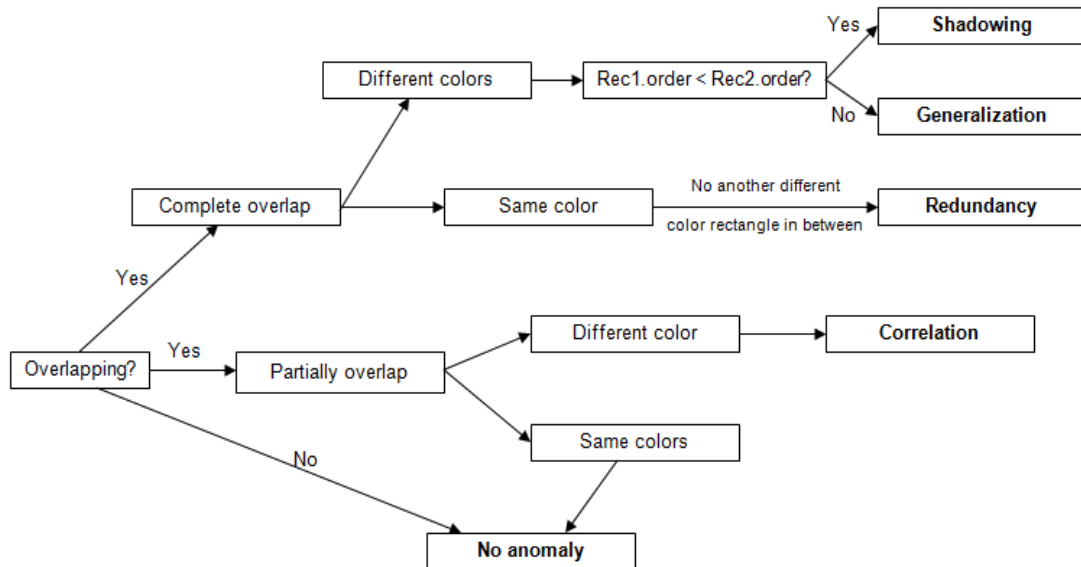 Yes
Shadowing
Different colors
Rec1.order < Rec2.order?
No
Generalization
Complete overlap
Same color
No another different
color rectangle in between
Redundancy
Yes
Different color
Correlation
Overlapping?
Yes
Partially overlap
Same colors
No
No anomaly